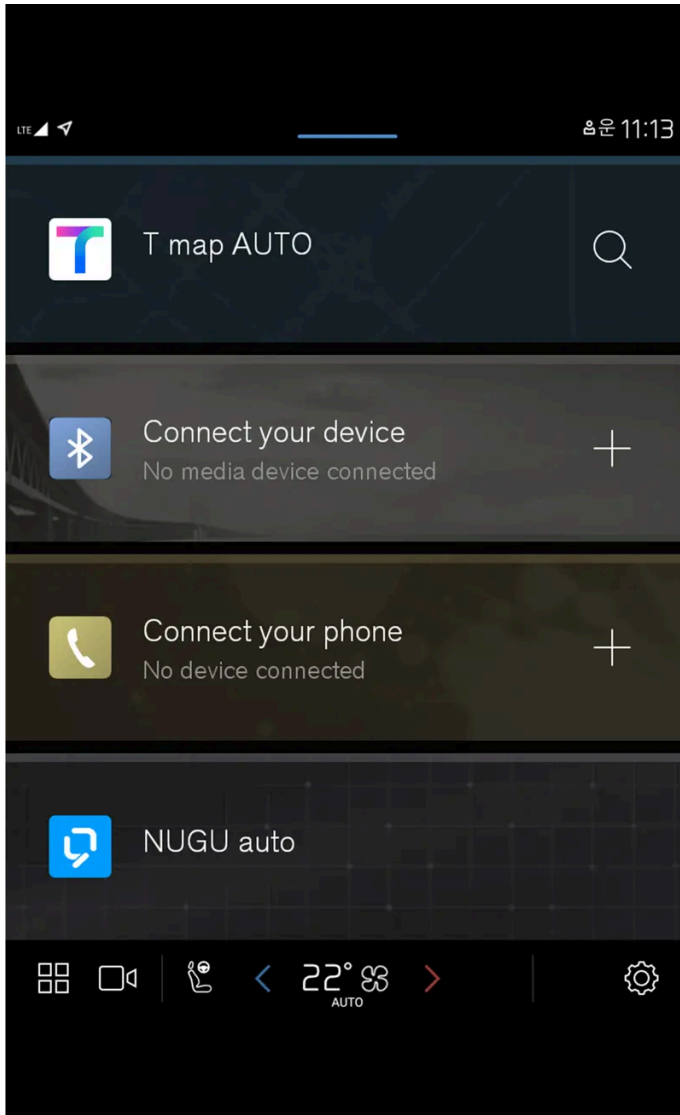 LTE
운 11:13
T map AUTO
Connect your device
No media device connected
Connect your phone
No device connected
NUGU auto
22°
AUTO